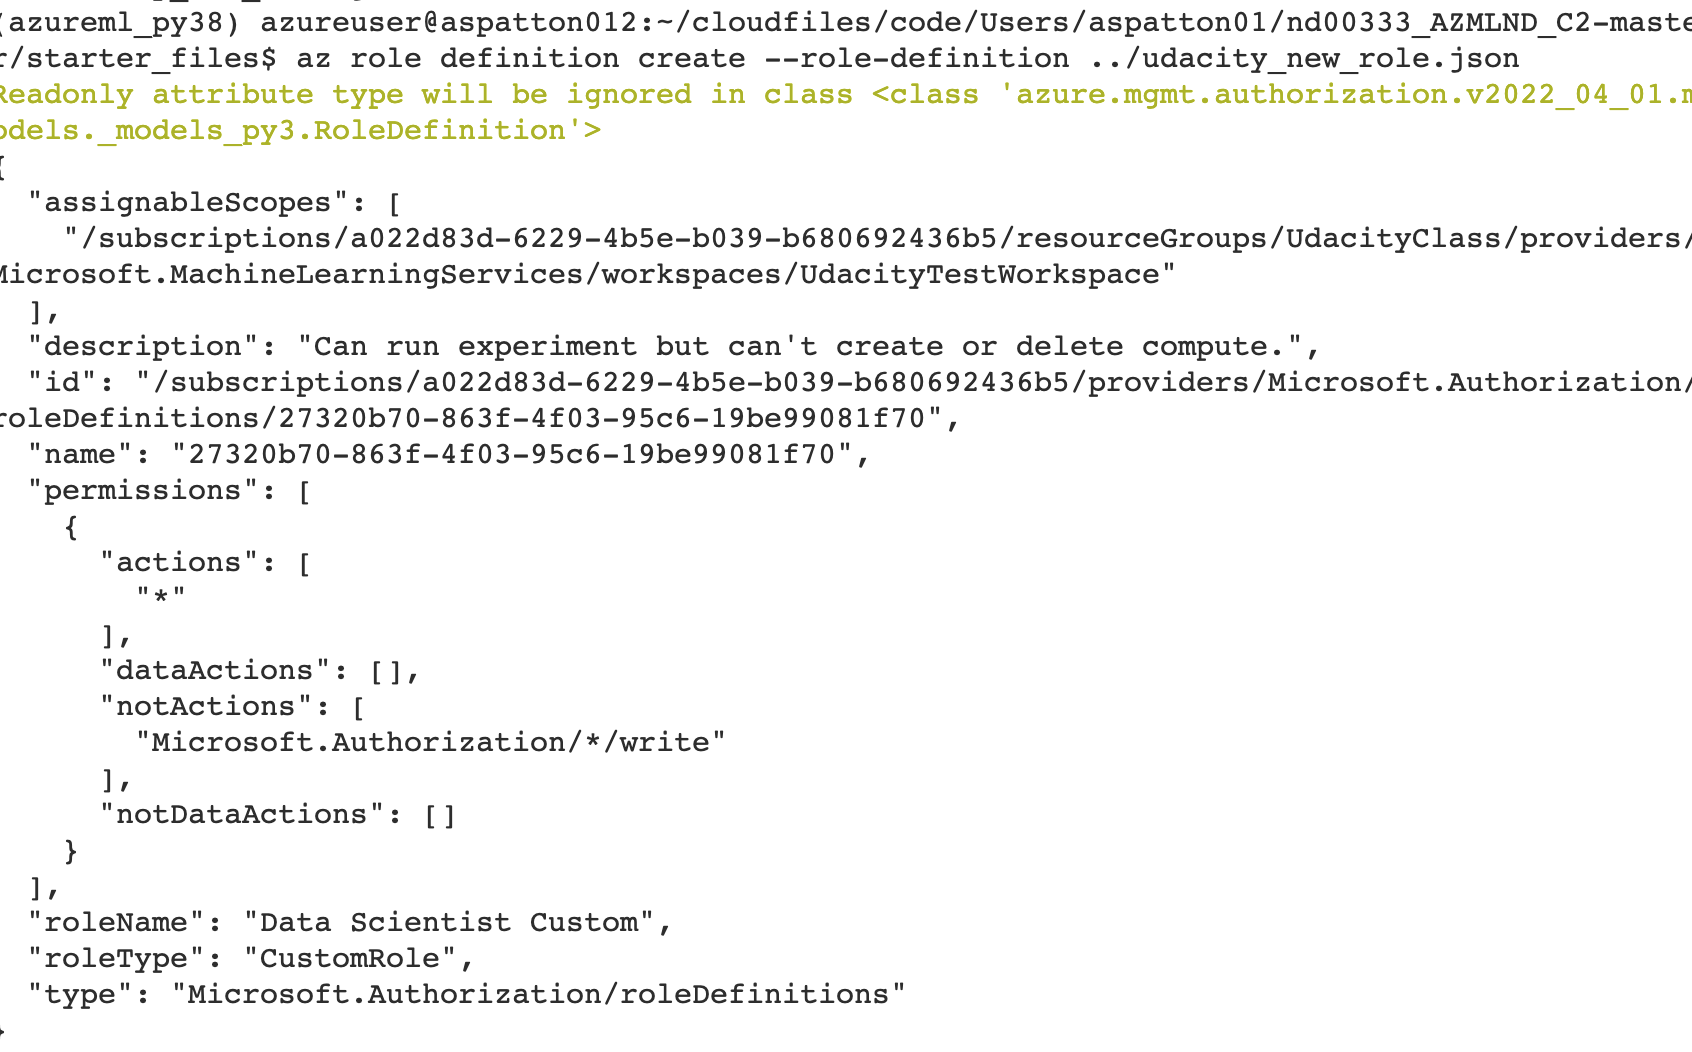 (azureml_py38) azureuser@aspatton012:~/cloudfiles/code/Users/aspatton01/nd00333_AZMLND_C2-maste
r/starter_files$ az role definition create --role-definition ../udacity_new_role.json
Readonly attribute type will be ignored in class <class 'azure.mgmt.authorization.v2022_04_01.m
odels._models_py3.RoleDefinition'>
{
  "assignableScopes": [
    "/subscriptions/a022d83d-6229-4b5e-b039-b680692436b5/resourceGroups/UdacityClass/providers/
Microsoft.MachineLearningServices/workspaces/UdacityTestWorkspace"
  ],
  "description": "Can run experiment but can't create or delete compute.",
  "id": "/subscriptions/a022d83d-6229-4b5e-b039-b680692436b5/providers/Microsoft.Authorization/
roleDefinitions/27320b70-863f-4f03-95c6-19be99081f70",
  "name": "27320b70-863f-4f03-95c6-19be99081f70",
  "permissions": [
    {
      "actions": [
        "*"
      ],
      "dataActions": [],
      "notActions": [
        "Microsoft.Authorization/*/write"
      ],
      "notDataActions": []
    }
  ],
  "roleName": "Data Scientist Custom",
  "roleType": "CustomRole",
  "type": "Microsoft.Authorization/roleDefinitions"
}